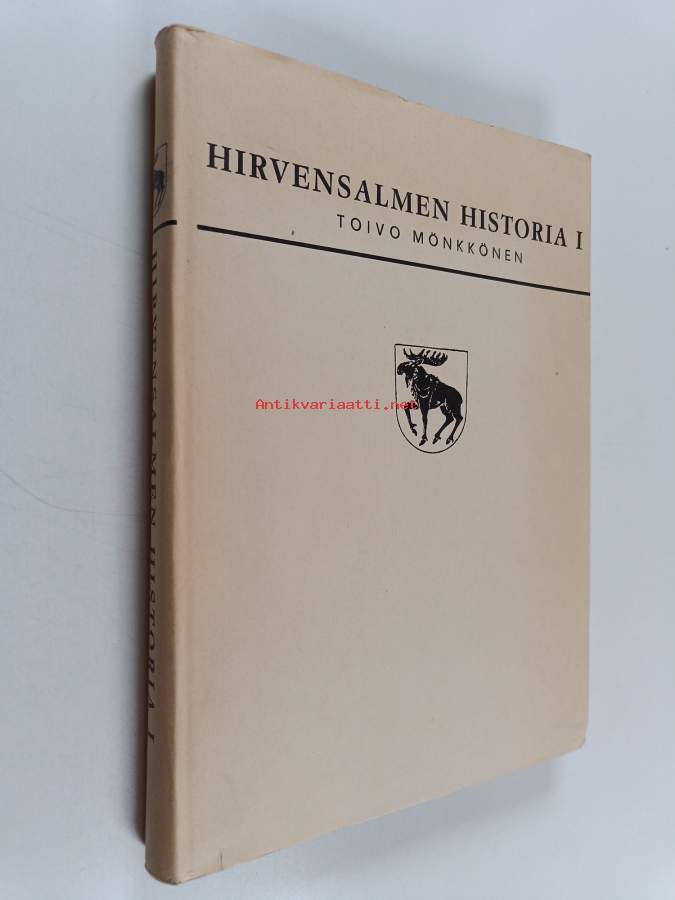 HIRVENSALMEN HISTORIA I
TOIVO MÖNKKÖNEN
Antikvariaatti.net
HIRVENSALMEN HISTORIA I